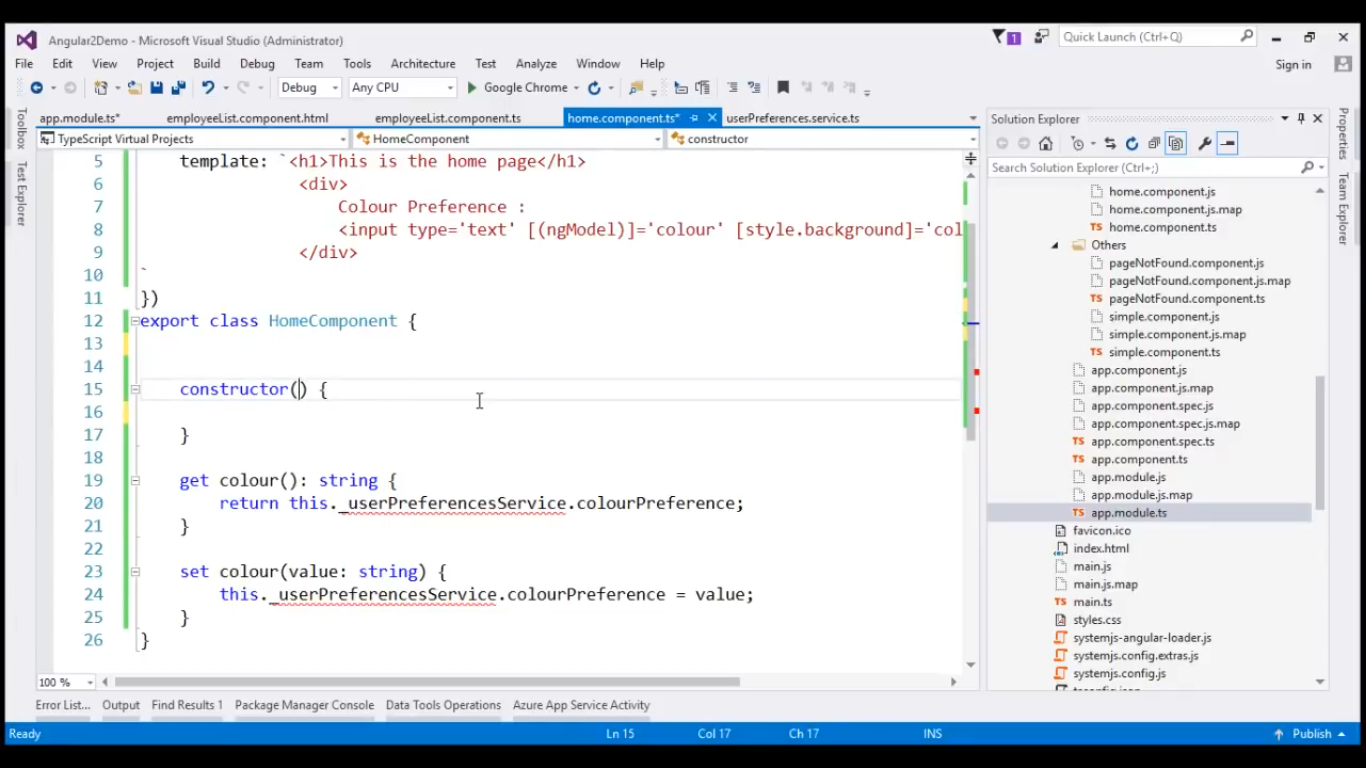 Angular2Demo - Microsoft Visual Studio (Administrator)
1
Quick Launch (Ctrl+Q)
File Edit View Project Build Debug Team Tools Architecture Test Analyze Window Help
Sign in
Debug Any CPU Google Chrome
app.module.ts* employeeList.component.html employeeList.component.ts home.component.ts* userPreferences.service.ts
TypeScript Virtual Projects HomeComponent constructor
Toolbox
Test Explorer
5 template: `<h1>This is the home page</h1>
6 <div>
7 Colour Preference :
8 <input type='text' [(ngModel)]='colour' [style.background]='col
9 </div>
10 `
11 })
12 export class HomeComponent {
13
14
15 constructor() {
16
17 }
18
19 get colour(): string {
20 return this._userPreferencesService.colourPreference;
21 }
22
23 set colour(value: string) {
24 this._userPreferencesService.colourPreference = value;
25 }
26 }
100 %
Solution Explorer
Search Solution Explorer (Ctrl+;)
home.component.js
home.component.js.map
TS home.component.ts
Others
pageNotFound.component.js
pageNotFound.component.js.map
TS pageNotFound.component.ts
simple.component.js
simple.component.js.map
TS simple.component.ts
app.component.js
app.component.js.map
app.component.spec.js
app.component.spec.js.map
TS app.component.spec.ts
TS app.component.ts
app.module.js
app.module.js.map
TS app.module.ts
favicon.ico
index.html
main.js
main.js.map
TS main.ts
styles.css
systemjs-angular-loader.js
systemjs.config.extras.js
systemjs.config.js
Properties
Team Explorer
Error List... Output Find Results 1 Package Manager Console Data Tools Operations Azure App Service Activity
Ready Ln 15 Col 17 Ch 17 INS Publish